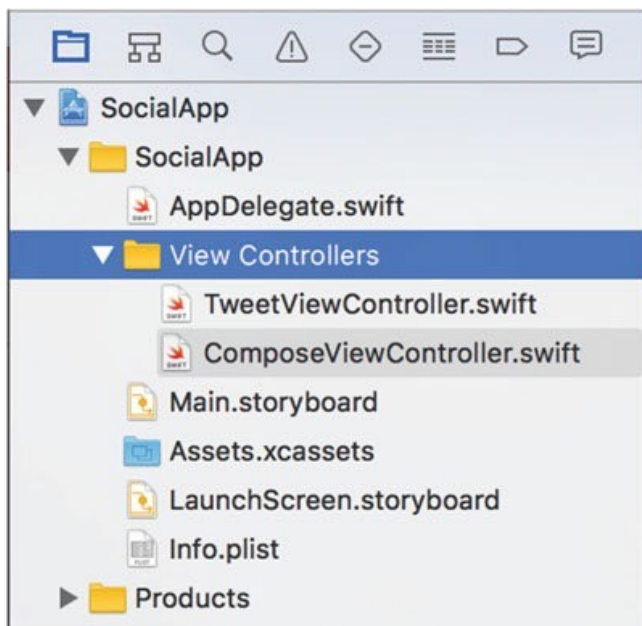 SocialApp
SocialApp
AppDelegate.swift
View Controllers
TweetViewController.swift
ComposeViewController.swift
Main.storyboard
Assets.xcassets
LaunchScreen.storyboard
Info.plist
Products